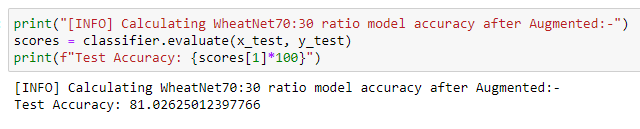 print("[INFO] Calculating WheatNet70:30 ratio model accuracy after Augmented:-")
scores = classifier.evaluate(x_test, y_test)
print(f"Test Accuracy: {scores[1]*100}")
[INFO] Calculating WheatNet70:30 ratio model accuracy after Augmented:-
Test Accuracy: 81.02625012397766